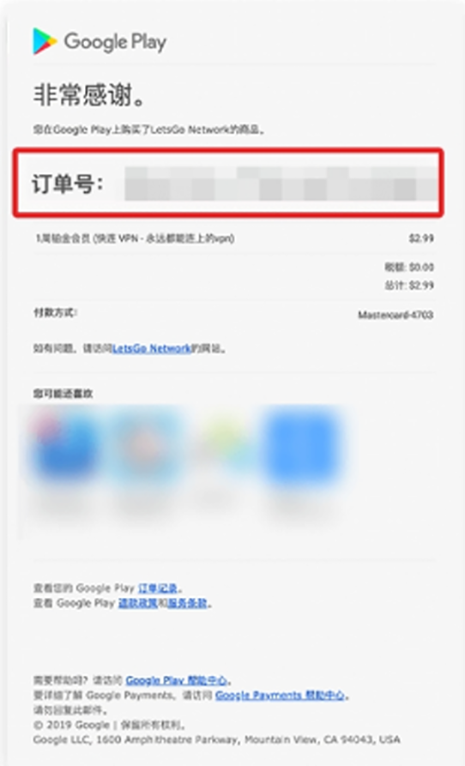 Google Play
非常感谢。
您在Google Play上购买了LetsGo Network的商品。
订单号：
1周铂金会员 (快连 VPN - 永远都能连上的vpn) $2.99
税额: $0.00
总计: $2.99
付款方式: Mastercard-4703
如有问题，请访问LetsGo Network的网站。
您可能还喜欢
查看您的 Google Play 订单记录。
查看 Google Play 退款政策和服务条款。
需要帮助吗？请访问 Google Play 帮助中心。
要详细了解 Google Payments，请访问 Google Payments 帮助中心。
请勿回复此邮件。
© 2019 Google | 保留所有权利。
Google LLC, 1600 Amphitheatre Parkway, Mountain View, CA 94043, USA